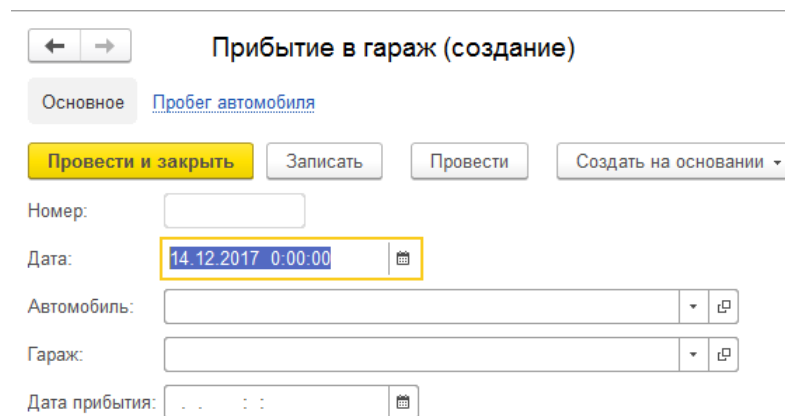 Прибытие в гараж (создание)
Основное Пробег автомобиля
Провести и закрыть Записать Провести Создать на основании
Номер:
Дата: 14.12.2017 0:00:00
Автомобиль:
Гараж:
Дата прибытия: . . : :